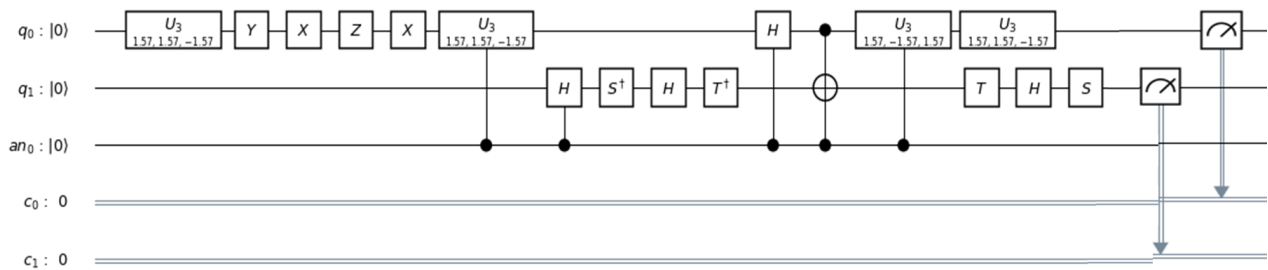 q₀ : |0⟩ U₃ 1.57, 1.57, −1.57 Y X Z X U₃ 1.57, 1.57, −1.57 H U₃ 1.57, −1.57, 1.57 U₃ 1.57, 1.57, −1.57
q₁ : |0⟩ H S† H T† T H S
an₀ : |0⟩
c₀ : 0
c₁ : 0